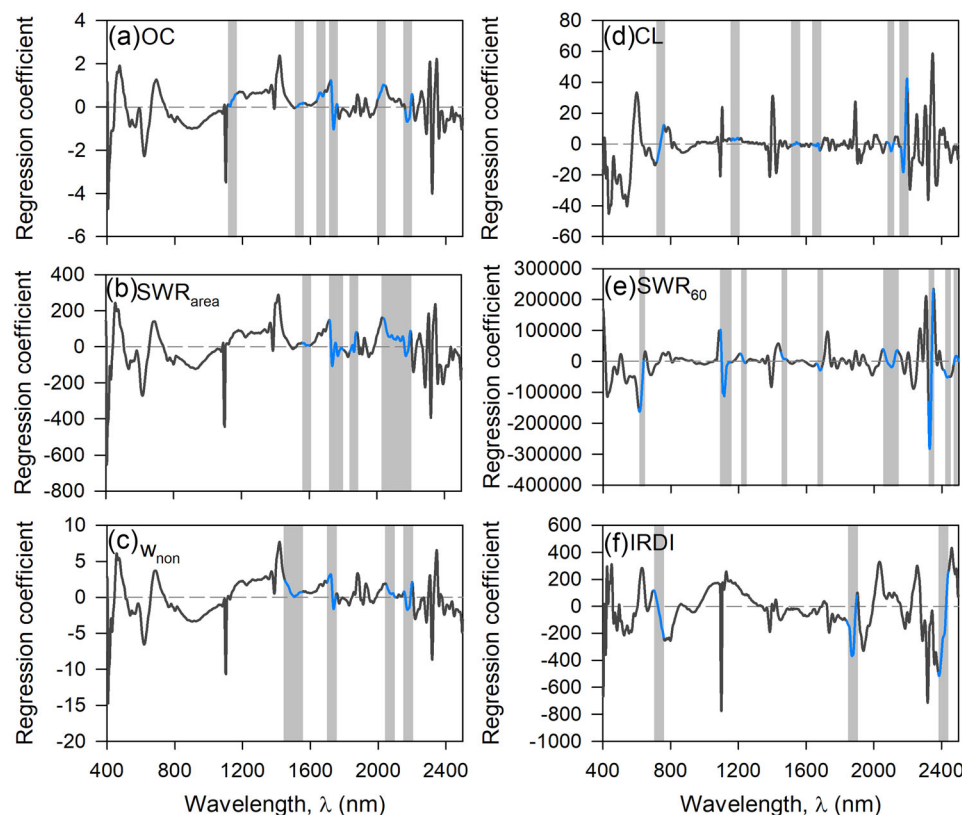 (a)OC
Regression coefficient
4
2
0
-2
-4
-6
(d)CL
Regression coefficient
80
60
40
20
0
-20
-40
-60
(b)SWRarea
Regression coefficient
400
200
0
-200
-400
-600
-800
(e)SWR60
Regression coefficient
300000
200000
100000
0
-100000
-200000
-300000
-400000
(c) wnon
Regression coefficient
10
5
0
-5
-10
-15
-20
400 800 1200 1600 2000 2400
Wavelength, λ (nm)
(f)IRDI
Regression coefficient
600
400
200
0
-200
-400
-600
-800
-1000
400 800 1200 1600 2000 2400
Wavelength, λ (nm)